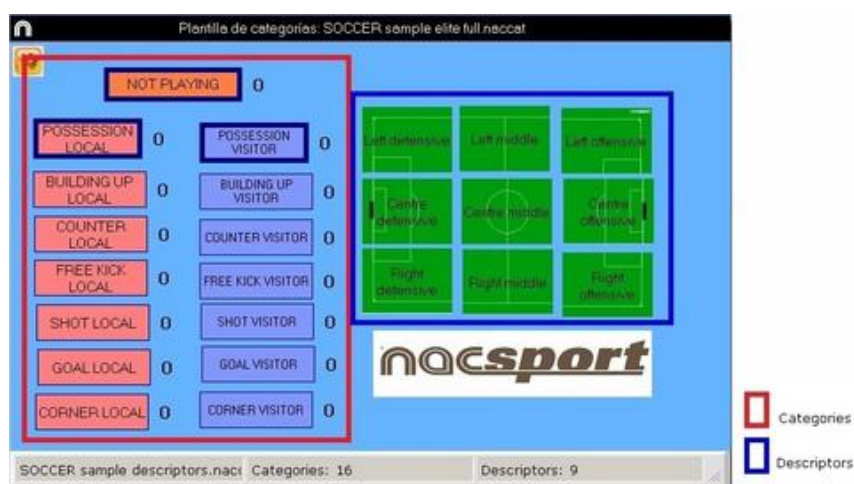 Plantilla de categorías: SOCCER sample elite full.naccat
NOT PLAYING 0
POSSESSION
LOCAL 0
POSSESSION
VISITOR 0
BUILDING UP
LOCAL 0
BUILDING UP
VISITOR 0
COUNTER
LOCAL 0
COUNTER VISITOR 0
FREE KICK
LOCAL 0
FREE KICK VISITOR 0
SHOT LOCAL 0
SHOT VISITOR 0
GOAL LOCAL 0
GOAL VISITOR 0
CORNER LOCAL 0
CORNER VISITOR 0
Left defensive
Left middle
Left offensive
Centre
defensive
Centre middle
Centre
offensive
Right
defensive
Right middle
Right
offensive
nacsport
Categories
Descriptors
SOCCER sample descriptors.nacc
Categories: 16
Descriptors: 9